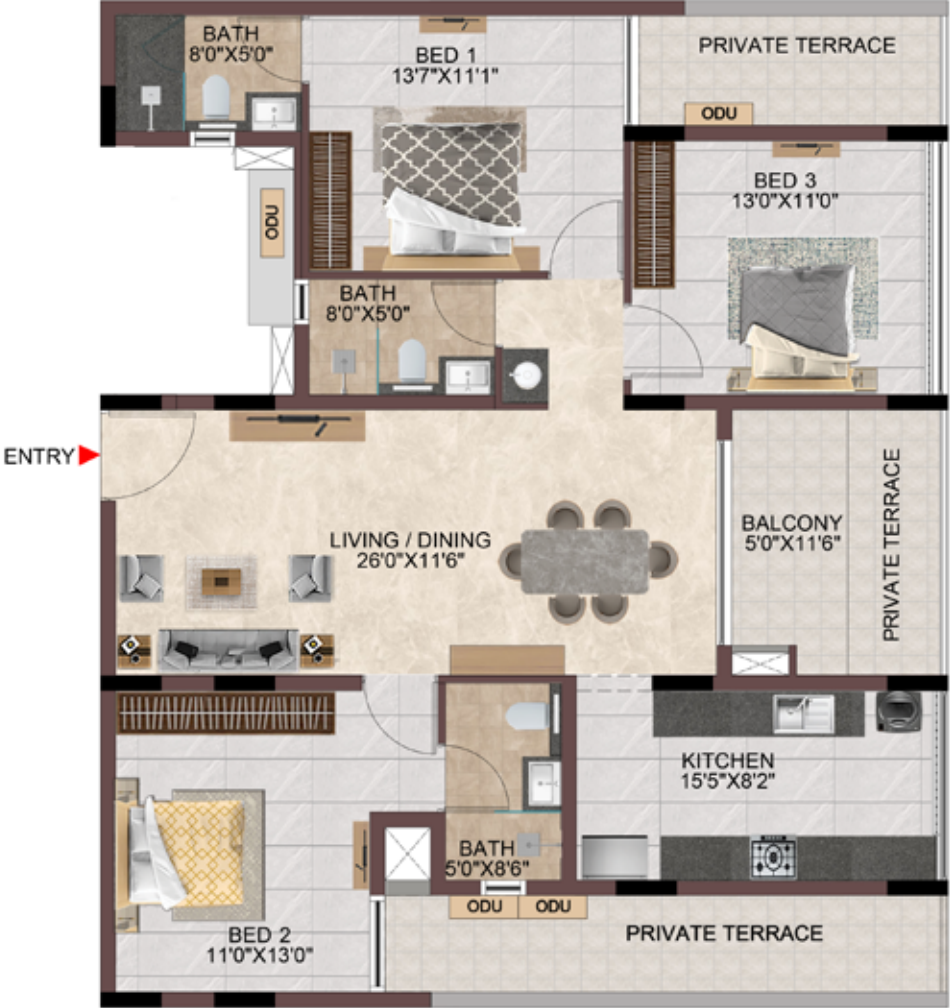 BATH
8'0"X5'0"
BED 1
13'7"X11'1"
PRIVATE TERRACE
ODU
BED 3
13'0"X11'0"
ODU
BATH
8'0"X5'0"
ENTRY
LIVING / DINING
26'0"X11'6"
BALCONY
5'0"X11'6"
PRIVATE TERRACE
KITCHEN
15'5"X8'2"
BATH
5'0"X8'6"
ODU ODU
BED 2
11'0"X13'0"
PRIVATE TERRACE